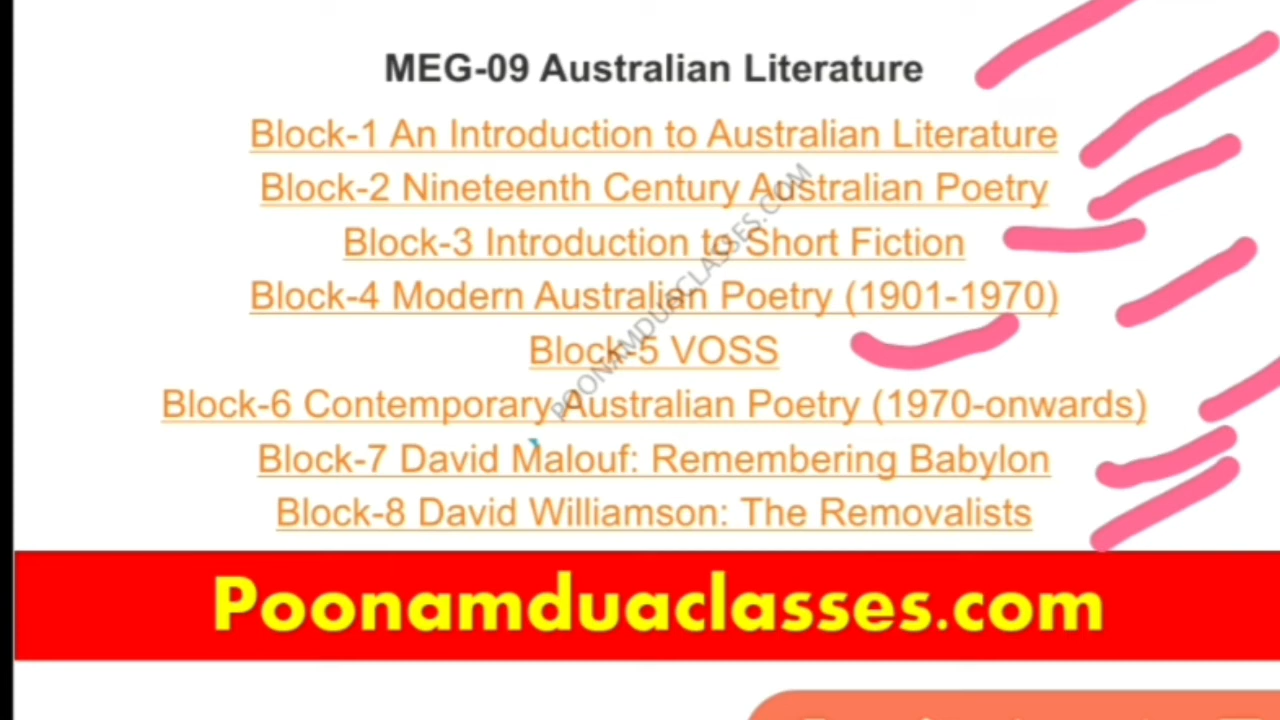 MEG-09 Australian Literature
Block-1 An Introduction to Australian Literature
Block-2 Nineteenth Century Australian Poetry
Block-3 Introduction to Short Fiction
Block-4 Modern Australian Poetry (1901-1970)
Block-5 VOSS
Block-6 Contemporary Australian Poetry (1970-onwards)
Block-7 David Malouf: Remembering Babylon
Block-8 David Williamson: The Removalists
POONAMDUACLASSES.COM
Poonamduaclasses.com